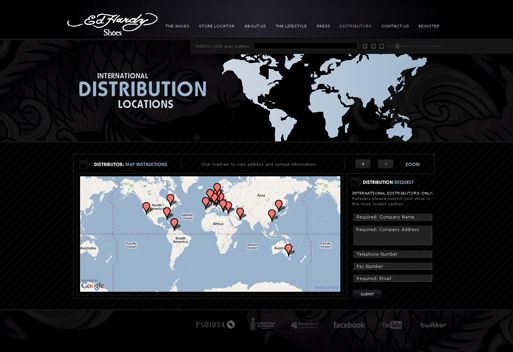 Ed Hardy
Shoes
THE SHOES STORE LOCATOR ABOUT US THE LIFESTYLE PRESS DISTRIBUTORS CONTACT US REGISTER
RADIO: Click play button.
INTERNATIONAL
DISTRIBUTION
LOCATIONS
DISTRIBUTOR: MAP INSTRUCTIONS
Click markers to view address and contact information.
+ - ZOOM
DISTRIBUTION REQUEST
INTERNATIONAL DISTRIBUTORS ONLY.
Retailers please submit your store in
the store locator section.
Required: Company Name
Required: Company Address
Telephone Number
Fax Number
Required: Email
SUBMIT
Asia
Atlantic
Ocean
Africa
Pacific
Ocean
South
America
Indian
Ocean
Pacific
Ocean
Google
PSDIUSA
facebook
YouTube
twitter